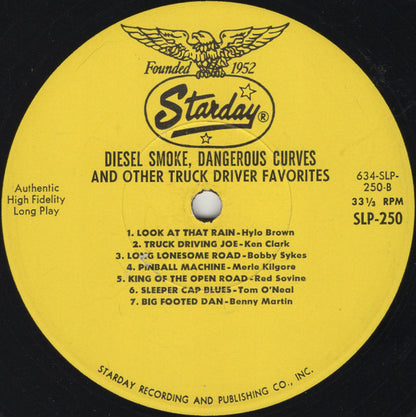 Founded 1952
Starday®
DIESEL SMOKE, DANGEROUS CURVES
AND OTHER TRUCK DRIVER FAVORITES
Authentic
High Fidelity
Long Play
634-SLP-
250-B
33⅓ RPM
SLP-250
1. LOOK AT THAT RAIN-Hylo Brown
2. TRUCK DRIVING JOE-Ken Clark
3. LONG LONESOME ROAD-Bobby Sykes
4. PINBALL MACHINE-Merle Kilgore
5. KING OF THE OPEN ROAD-Red Sovine
6. SLEEPER CAP BLUES-Tom O'Neal
7. BIG FOOTED DAN-Benny Martin
STARDAY RECORDING AND PUBLISHING CO., INC.